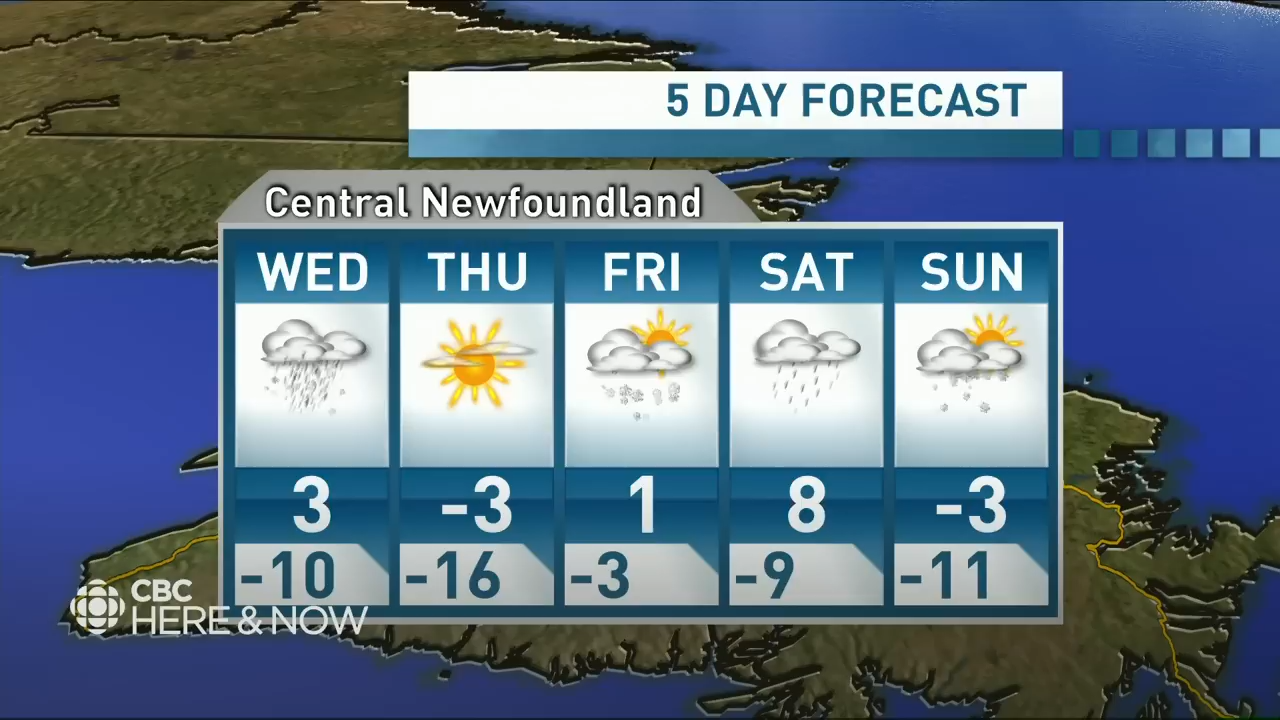 5 DAY FORECAST
Central Newfoundland
WED THU FRI SAT SUN
3 -3 1 8 -3
-10 -16 -3 -9 -11
CBC
HERE & NOW